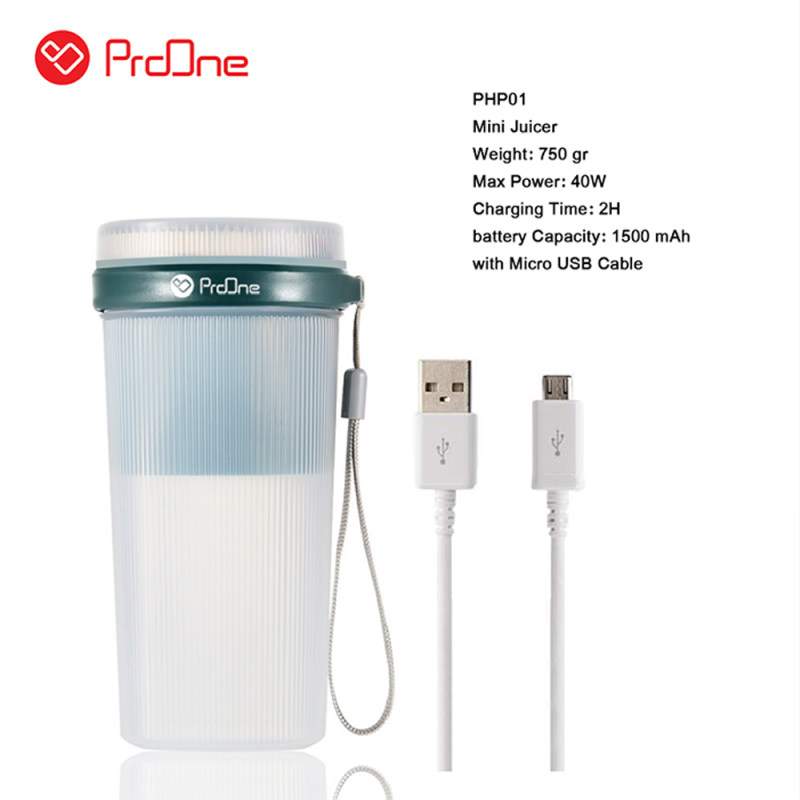 ProOne
PHP01
Mini Juicer
Weight: 750 gr
Max Power: 40W
Charging Time: 2H
battery Capacity: 1500 mAh
with Micro USB Cable
ProOne